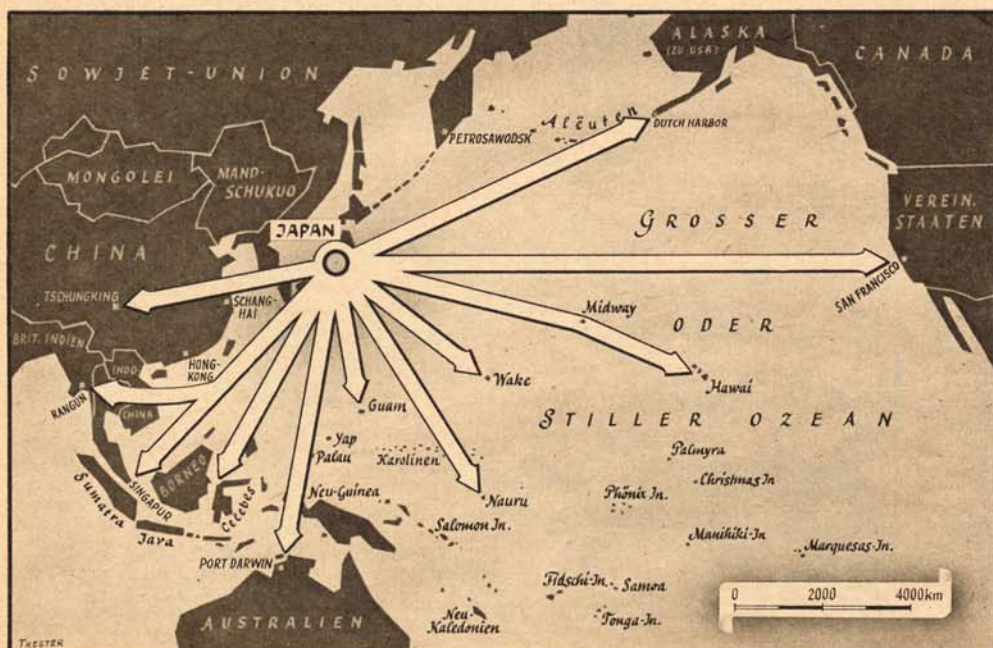 SOWJET-UNION
ALASKA
(ZU USA)
CANADA
MONGOLEI
MAND-
SCHUKUO
PETROSAWODSK
Alëuten
DUTCH HARBOR
JAPAN
CHINA
GROSSER
VEREIN.
STAATEN
TSCHUNGKING
SCHANG-
HAI
SAN FRANCISCO
Midway
ODER
BRIT. INDIEN
INDO
CHINA
HONG-
KONG
RANGUN
Wake
Hawai
Guam
STILLER OZEAN
Yap
Palau
Karolinen
Palmyra
Christmas In
SINGAPUR
BORNEO
Sumatra
Celebes
Java
Neu-Guinea
Nauru
Phönix In.
Salomon In.
Manihiki-In
Marquesas-In.
PORT DARWIN
Fidschi-In.
Samoa
Tonga-In.
Neu-
Kaledonien
AUSTRALIEN
0 2000 4000 km